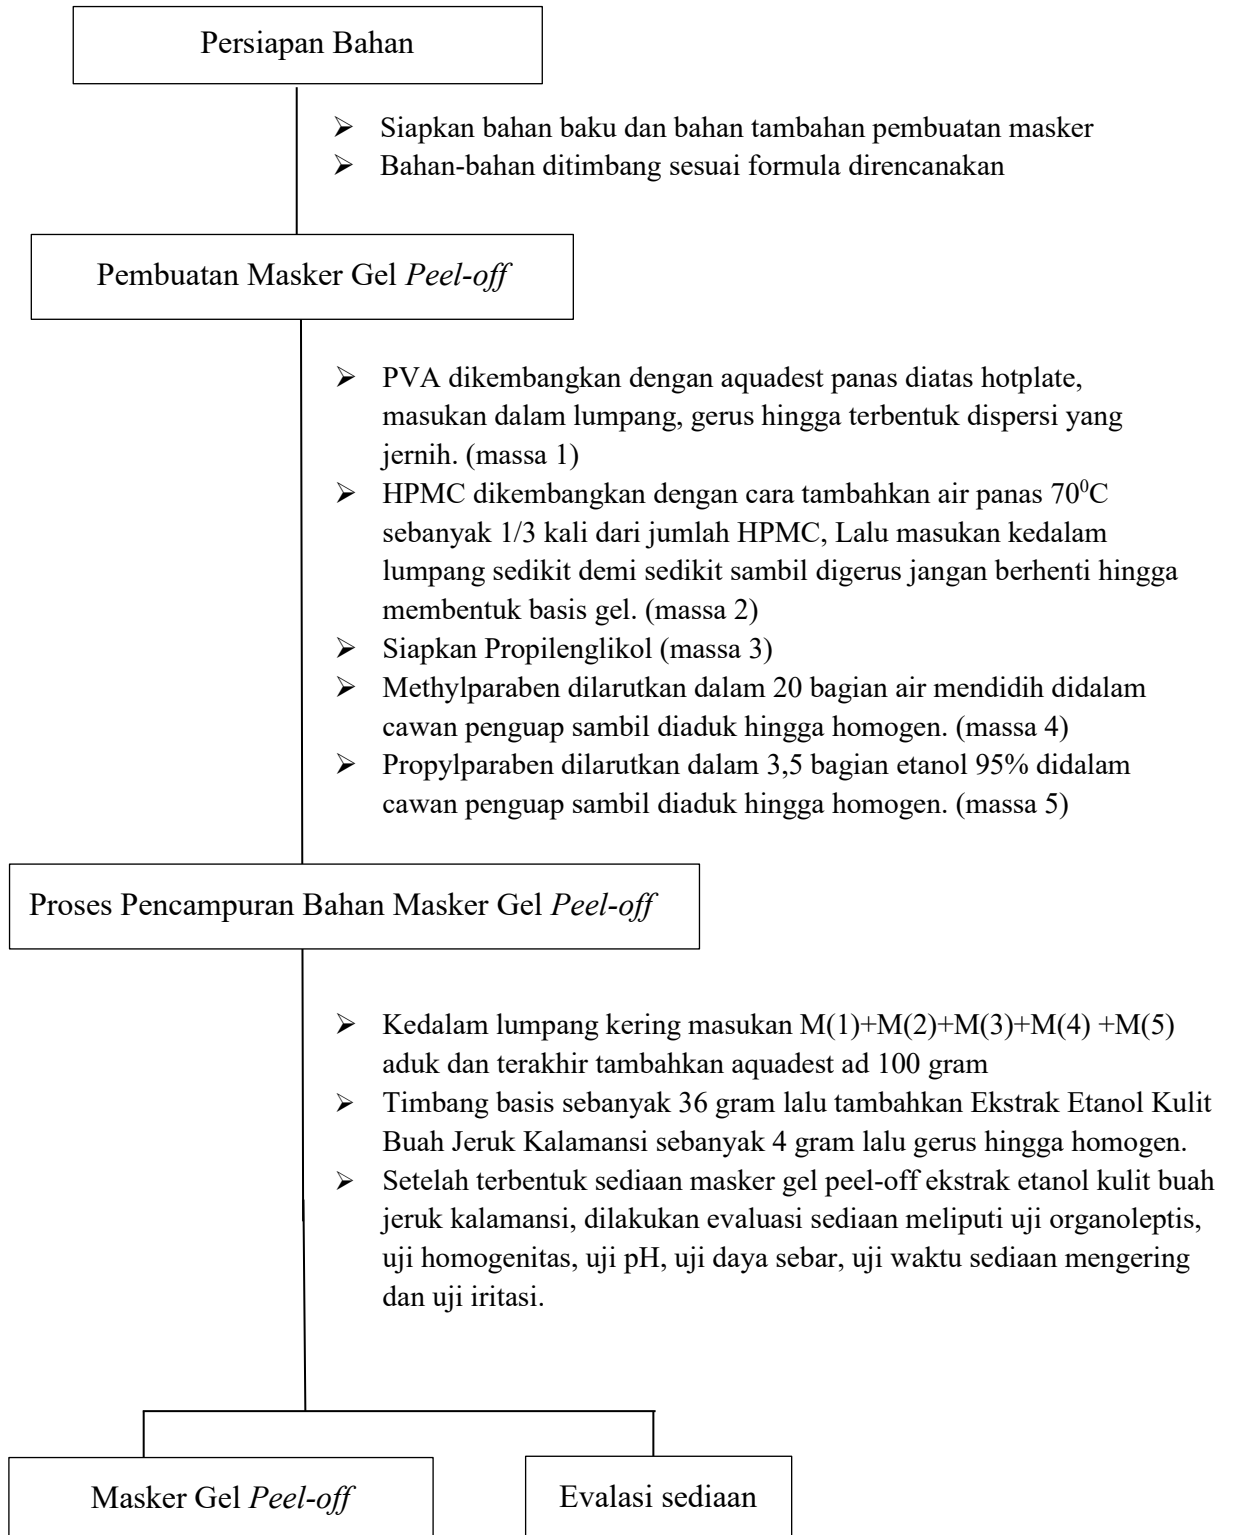 Persiapan Bahan
➢ Siapkan bahan baku dan bahan tambahan pembuatan masker
➢ Bahan-bahan ditimbang sesuai formula direncanakan
Pembuatan Masker Gel Peel-off
➢ PVA dikembangkan dengan aquadest panas diatas hotplate,
masukan dalam lumpang, gerus hingga terbentuk dispersi yang
jernih. (massa 1)
➢ HPMC dikembangkan dengan cara tambahkan air panas 70⁰C
sebanyak 1/3 kali dari jumlah HPMC, Lalu masukan kedalam
lumpang sedikit demi sedikit sambil digerus jangan berhenti hingga
membentuk basis gel. (massa 2)
➢ Siapkan Propilenglikol (massa 3)
➢ Methylparaben dilarutkan dalam 20 bagian air mendidih didalam
cawan penguap sambil diaduk hingga homogen. (massa 4)
➢ Propylparaben dilarutkan dalam 3,5 bagian etanol 95% didalam
cawan penguap sambil diaduk hingga homogen. (massa 5)
Proses Pencampuran Bahan Masker Gel Peel-off
➢ Kedalam lumpang kering masukan M(1)+M(2)+M(3)+M(4) +M(5)
aduk dan terakhir tambahkan aquadest ad 100 gram
➢ Timbang basis sebanyak 36 gram lalu tambahkan Ekstrak Etanol Kulit
Buah Jeruk Kalamansi sebanyak 4 gram lalu gerus hingga homogen.
➢ Setelah terbentuk sediaan masker gel peel-off ekstrak etanol kulit buah
jeruk kalamansi, dilakukan evaluasi sediaan meliputi uji organoleptis,
uji homogenitas, uji pH, uji daya sebar, uji waktu sediaan mengering
dan uji iritasi.
Masker Gel Peel-off
Evalasi sediaan